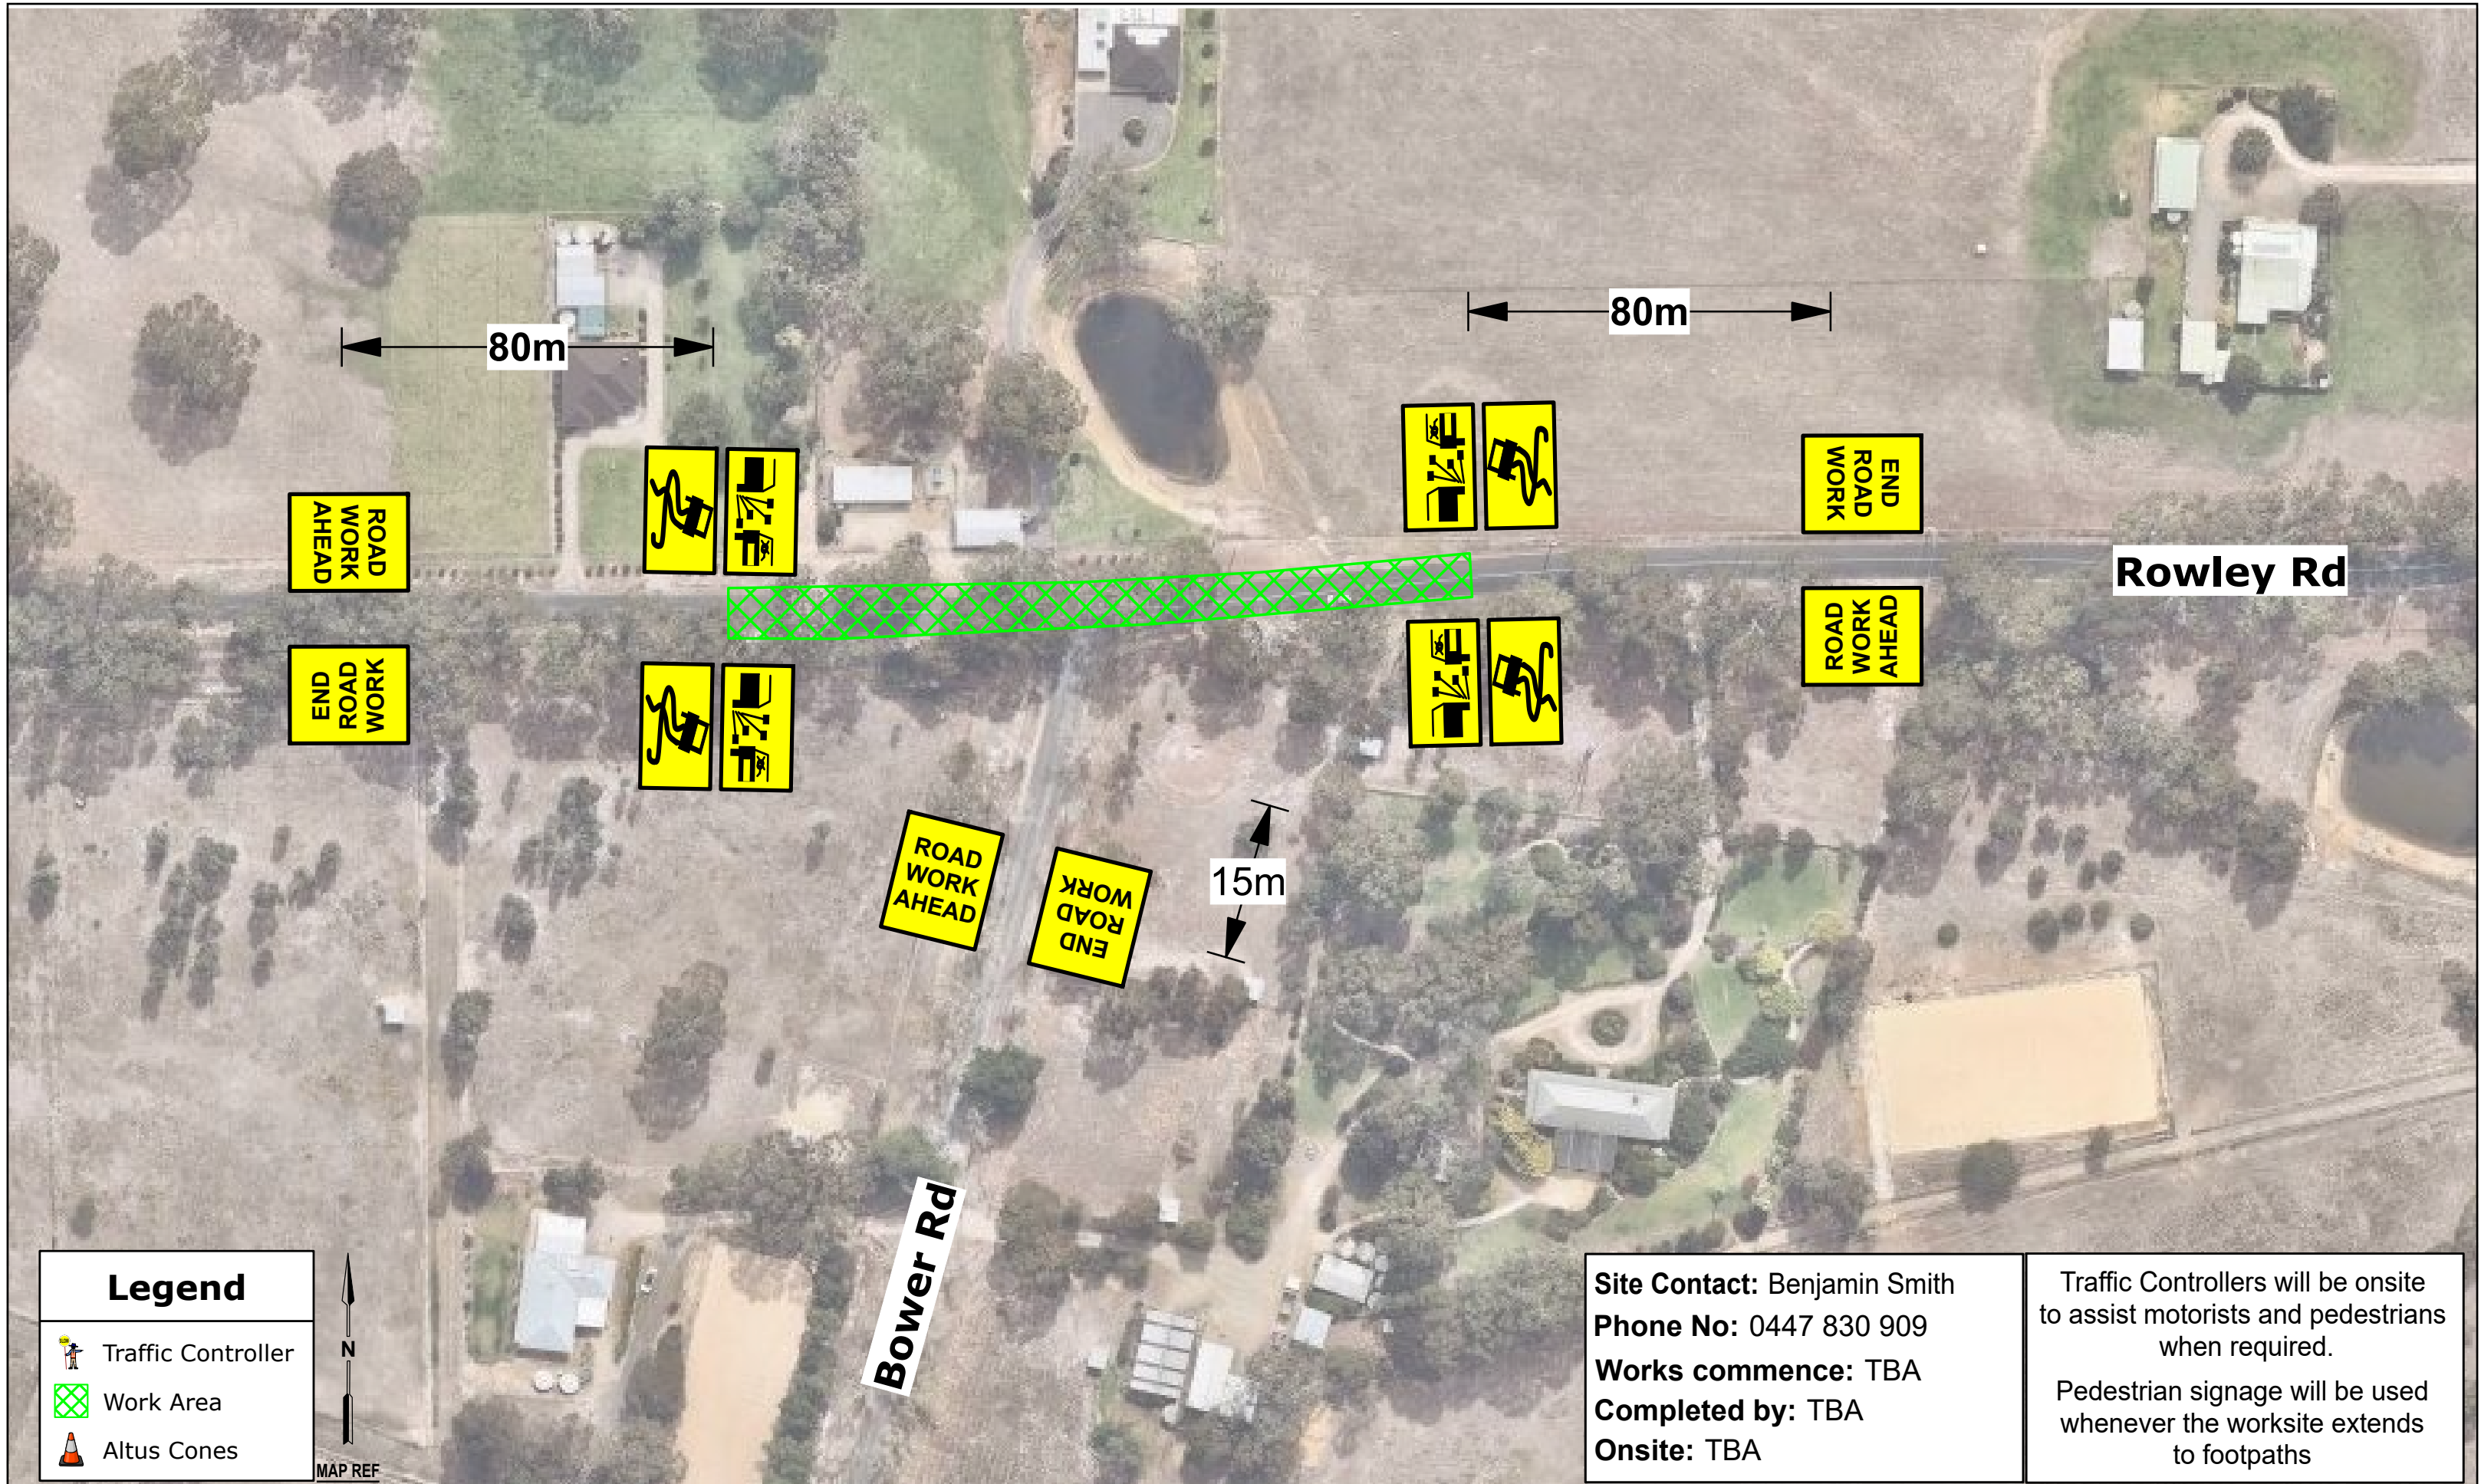 80m
80m
END
ROAD
WORK
ROAD
WORK
AHEAD
Rowley Rd
ROAD
WORK
AHEAD
END
ROAD
WORK
ROAD
WORK
AHEAD
END
ROAD
WORK
15m
Bower Rd
Legend
Traffic Controller
Work Area
Altus Cones
N
MAP REF
Site Contact: Benjamin Smith
Phone No: 0447 830 909
Works commence: TBA
Completed by: TBA
Onsite: TBA
Traffic Controllers will be onsite
to assist motorists and pedestrians
when required.
Pedestrian signage will be used
whenever the worksite extends
to footpaths